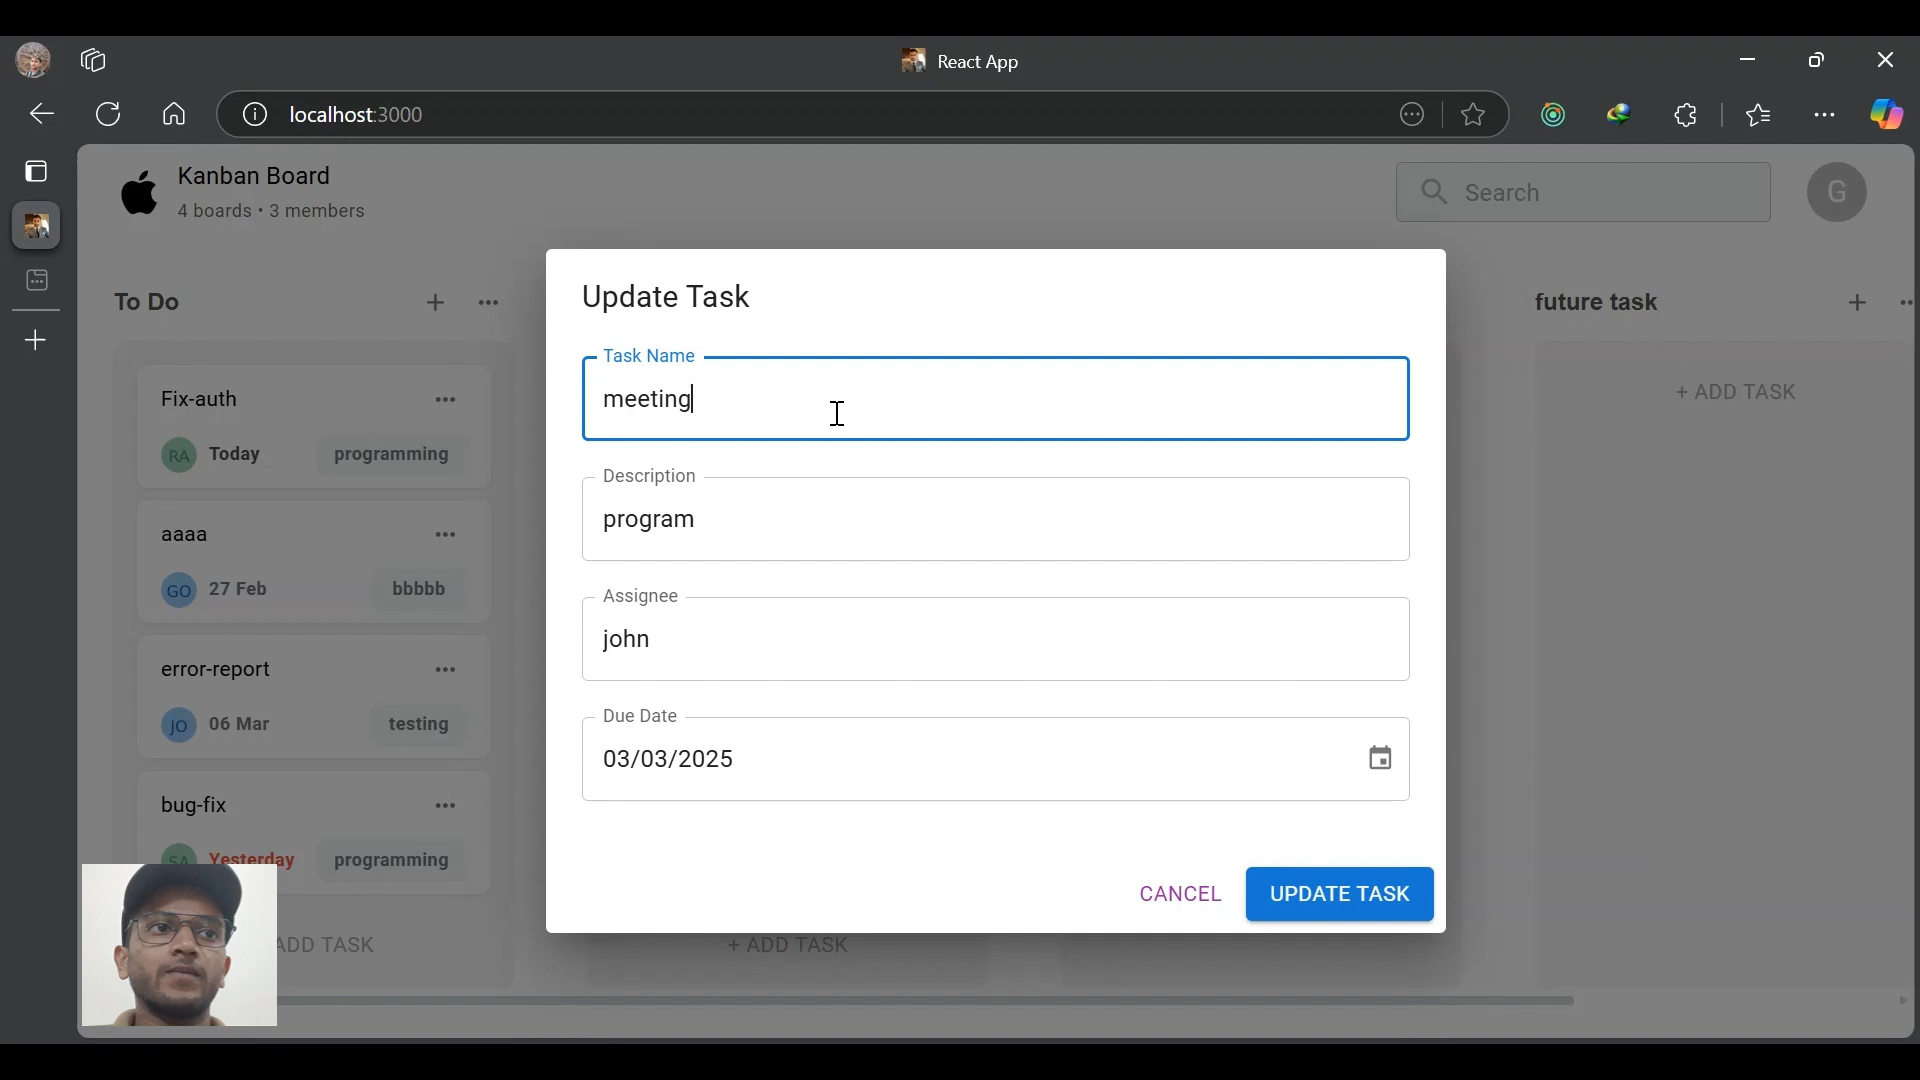 React App
localhost:3000
Kanban Board
4 boards • 3 members
Search
G
To Do
future task
Fix-auth
RA Today programming
aaaa
GO 27 Feb bbbbb
error-report
JO 06 Mar testing
bug-fix
SA Yesterday programming
ADD TASK
+ ADD TASK
+ ADD TASK
Update Task
Task Name
meeting
Description
program
Assignee
john
Due Date
03/03/2025
CANCEL
UPDATE TASK